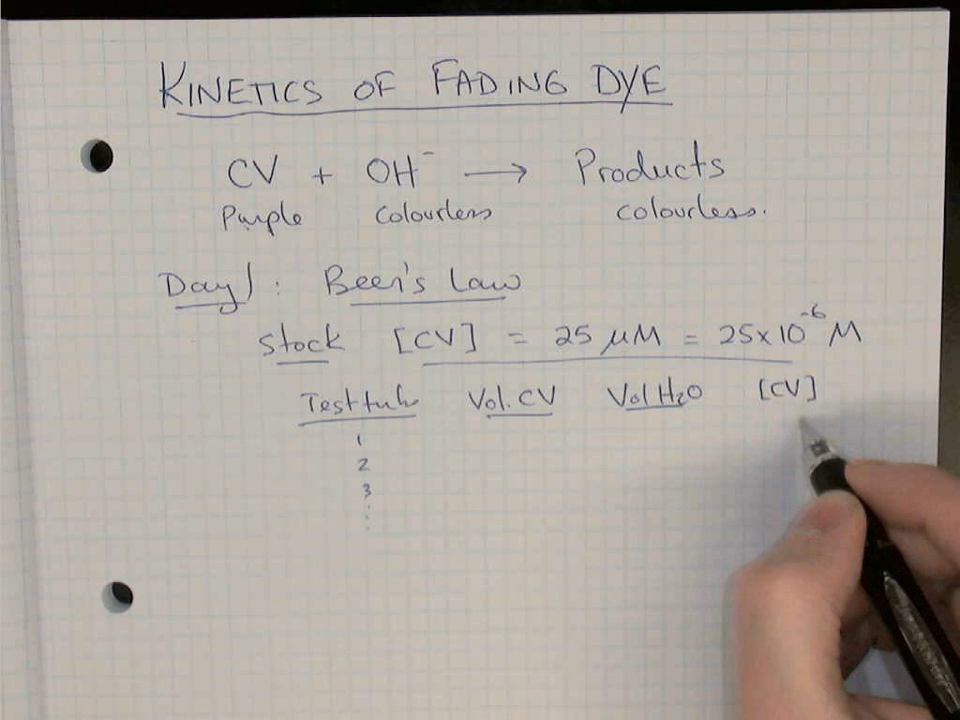 KINETICS OF FADING DYE
CV + OH⁻ → Products
Purple colourless colourless.
Day 1: Beer's Law
Stock [CV] = 25 μM = 25x10⁻⁶ M
Test tube Vol. CV Vol H₂O [CV]
1
2
3
⋮